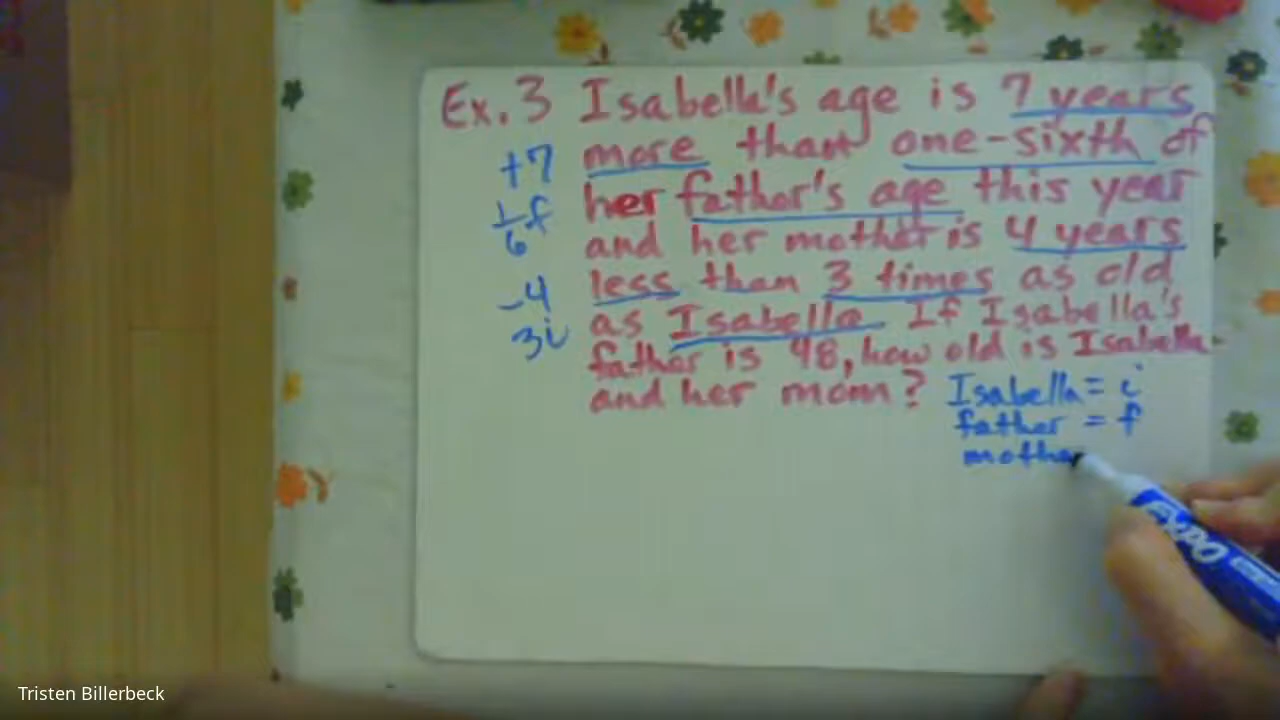 Ex. 3 Isabella's age is 7 years
+7 more than one-sixth of
1/6 f her father's age this year
and her mother is 4 years
-4 less than 3 times as old
3i as Isabella. If Isabella's
father is 48, how old is Isabella
and her mom?
Isabella = i
father = f
mothe
EXPO
Tristen Billerbeck